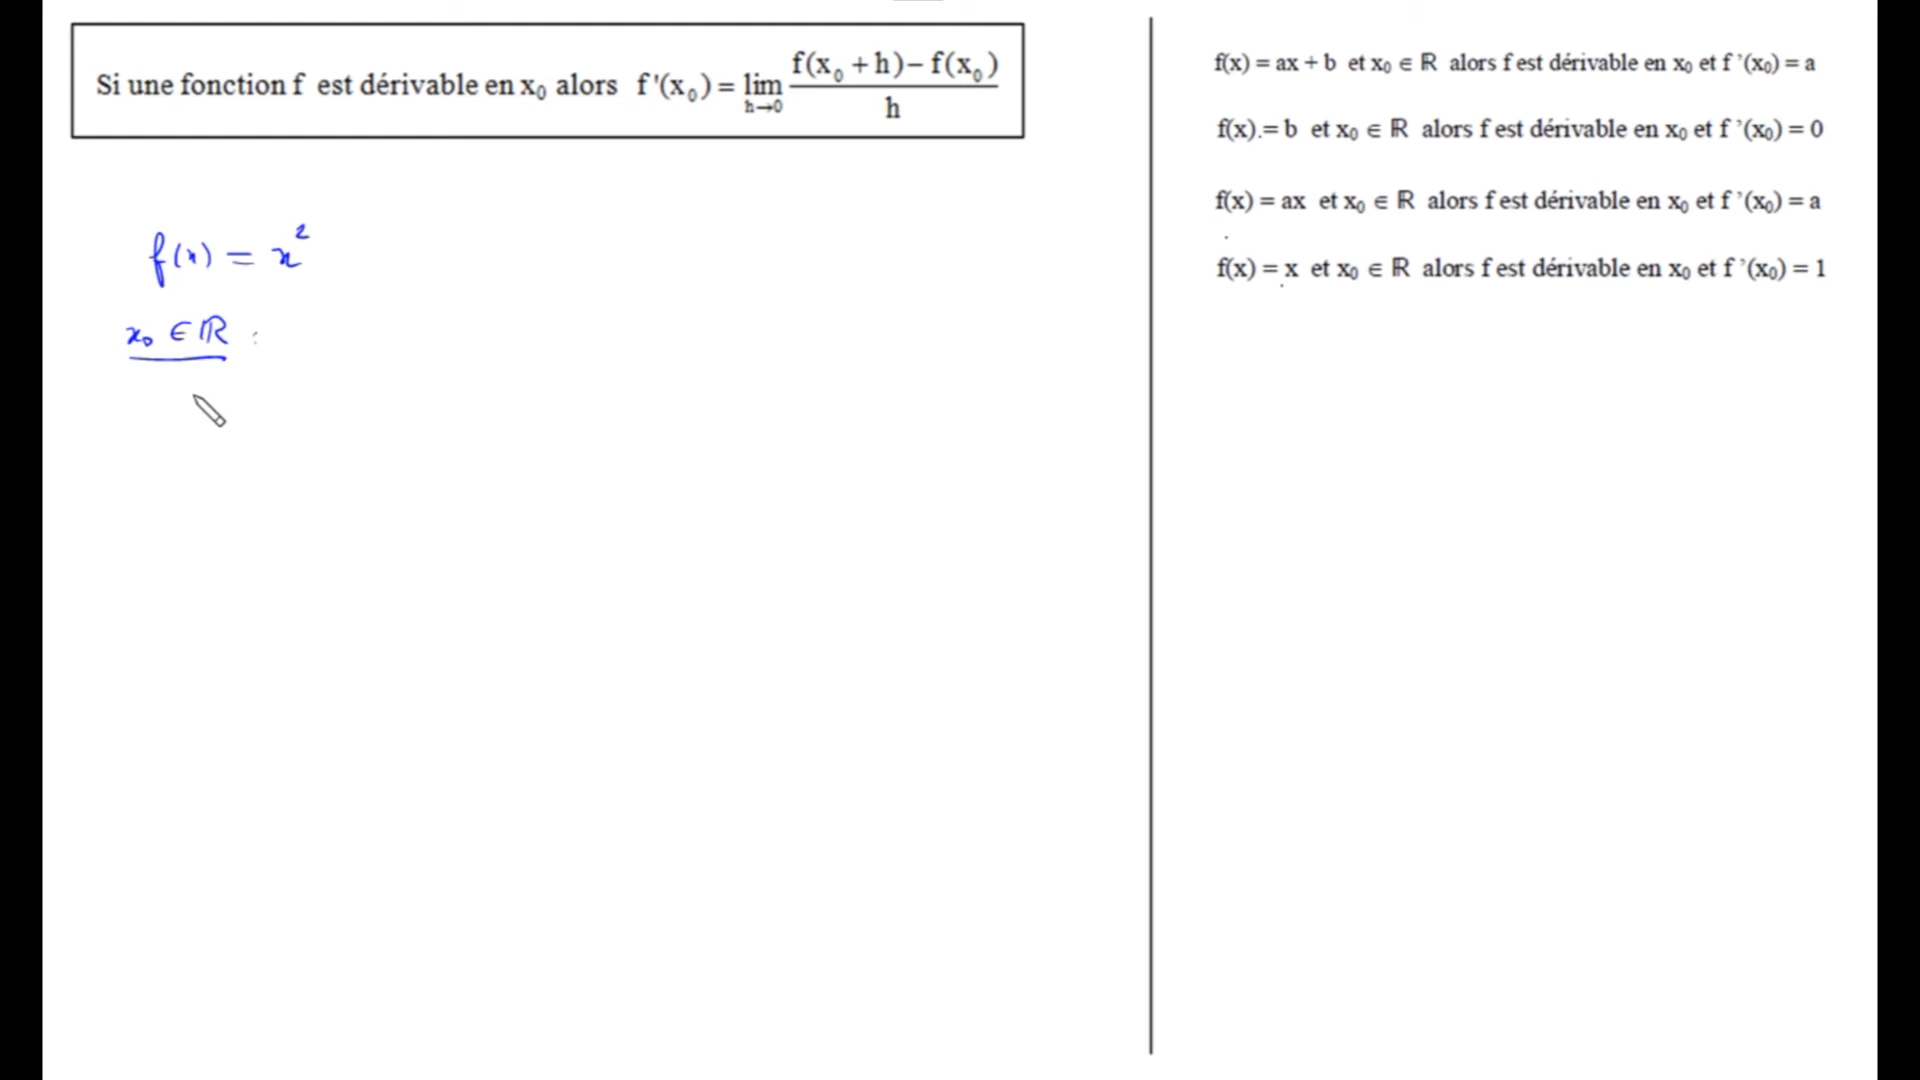 Si une fonction f est dérivable en x₀ alors f'(x₀) = lim h→0 f(x₀ + h) − f(x₀) / h
f(x) = x²
x₀ ∈ ℝ :
f(x) = ax + b et x₀ ∈ ℝ alors f est dérivable en x₀ et f ’(x₀) = a
f(x).= b et x₀ ∈ ℝ alors f est dérivable en x₀ et f ’(x₀) = 0
f(x) = ax et x₀ ∈ ℝ alors f est dérivable en x₀ et f ’(x₀) = a
f(x) = x et x₀ ∈ ℝ alors f est dérivable en x₀ et f ’(x₀) = 1